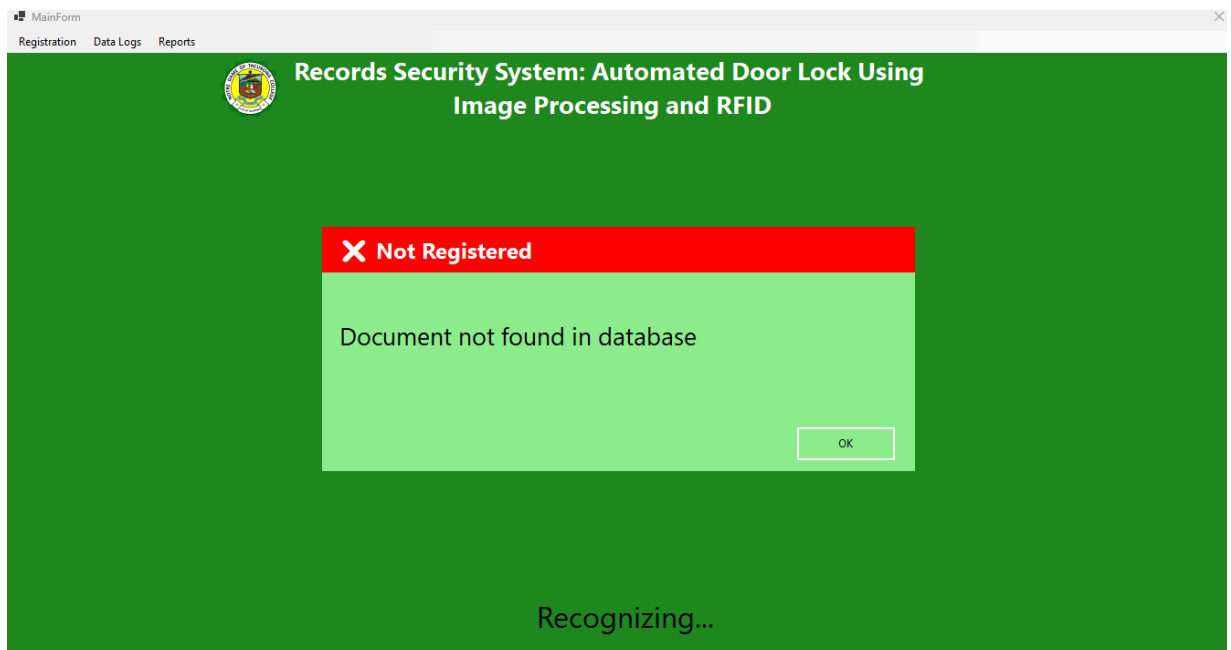 MainForm
Registration Data Logs Reports
Records Security System: Automated Door Lock Using
Image Processing and RFID
Not Registered
Document not found in database
OK
Recognizing...